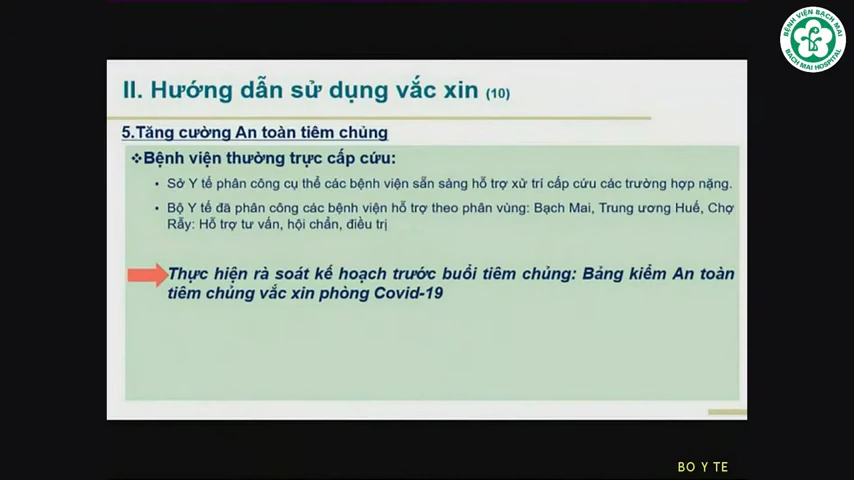 BỆNH VIỆN BẠCH MAI
BACH MAI HOSPITAL
II. Hướng dẫn sử dụng vắc xin (10)
5.Tăng cường An toàn tiêm chủng
❖Bệnh viện thường trực cấp cứu:
• Sở Y tế phân công cụ thể các bệnh viện sẵn sàng hỗ trợ xử trí cấp cứu các trường hợp nặng.
• Bộ Y tế đã phân công các bệnh viện hỗ trợ theo phân vùng: Bạch Mai, Trung ương Huế, Chợ
Rẫy: Hỗ trợ tư vấn, hội chẩn, điều trị
Thực hiện rà soát kế hoạch trước buổi tiêm chủng: Bảng kiểm An toàn
tiêm chủng vắc xin phòng Covid-19
BO Y TE